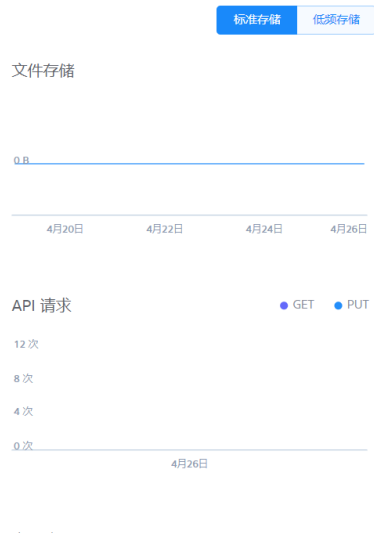 标准存储 低频存储
文件存储
0 B
4月20日 4月22日 4月24日 4月26日
API 请求 GET PUT
12 次
8 次
4 次
0 次
4月26日